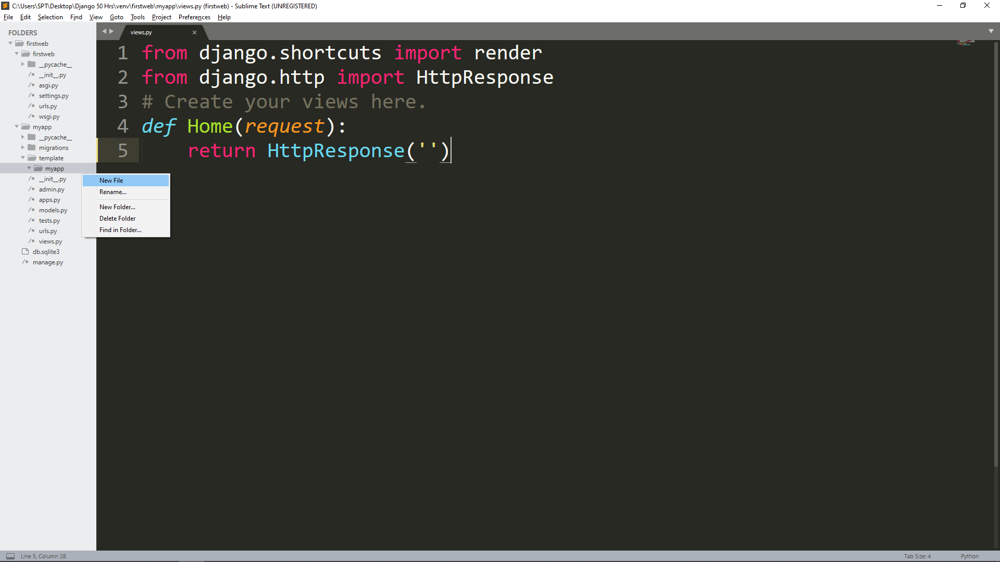 C:\Users\SPT\Desktop\Django 50 Hrs\venv\firstweb\myapp\views.py (firstweb) - Sublime Text (UNREGISTERED)
File Edit Selection Find View Goto Tools Project Preferences Help
FOLDERS
firstweb
firstweb
__pycache__
__init__.py
asgi.py
settings.py
urls.py
wsgi.py
myapp
__pycache__
migrations
template
myapp
__init__.py
admin.py
apps.py
models.py
tests.py
urls.py
views.py
db.sqlite3
manage.py
New File
Rename...
New Folder...
Delete Folder
Find in Folder...
views.py
1 from django.shortcuts import render
2 from django.http import HttpResponse
3 # Create your views here.
4 def Home(request):
5     return HttpResponse('')
Line 5, Column 28
Tab Size: 4
Python